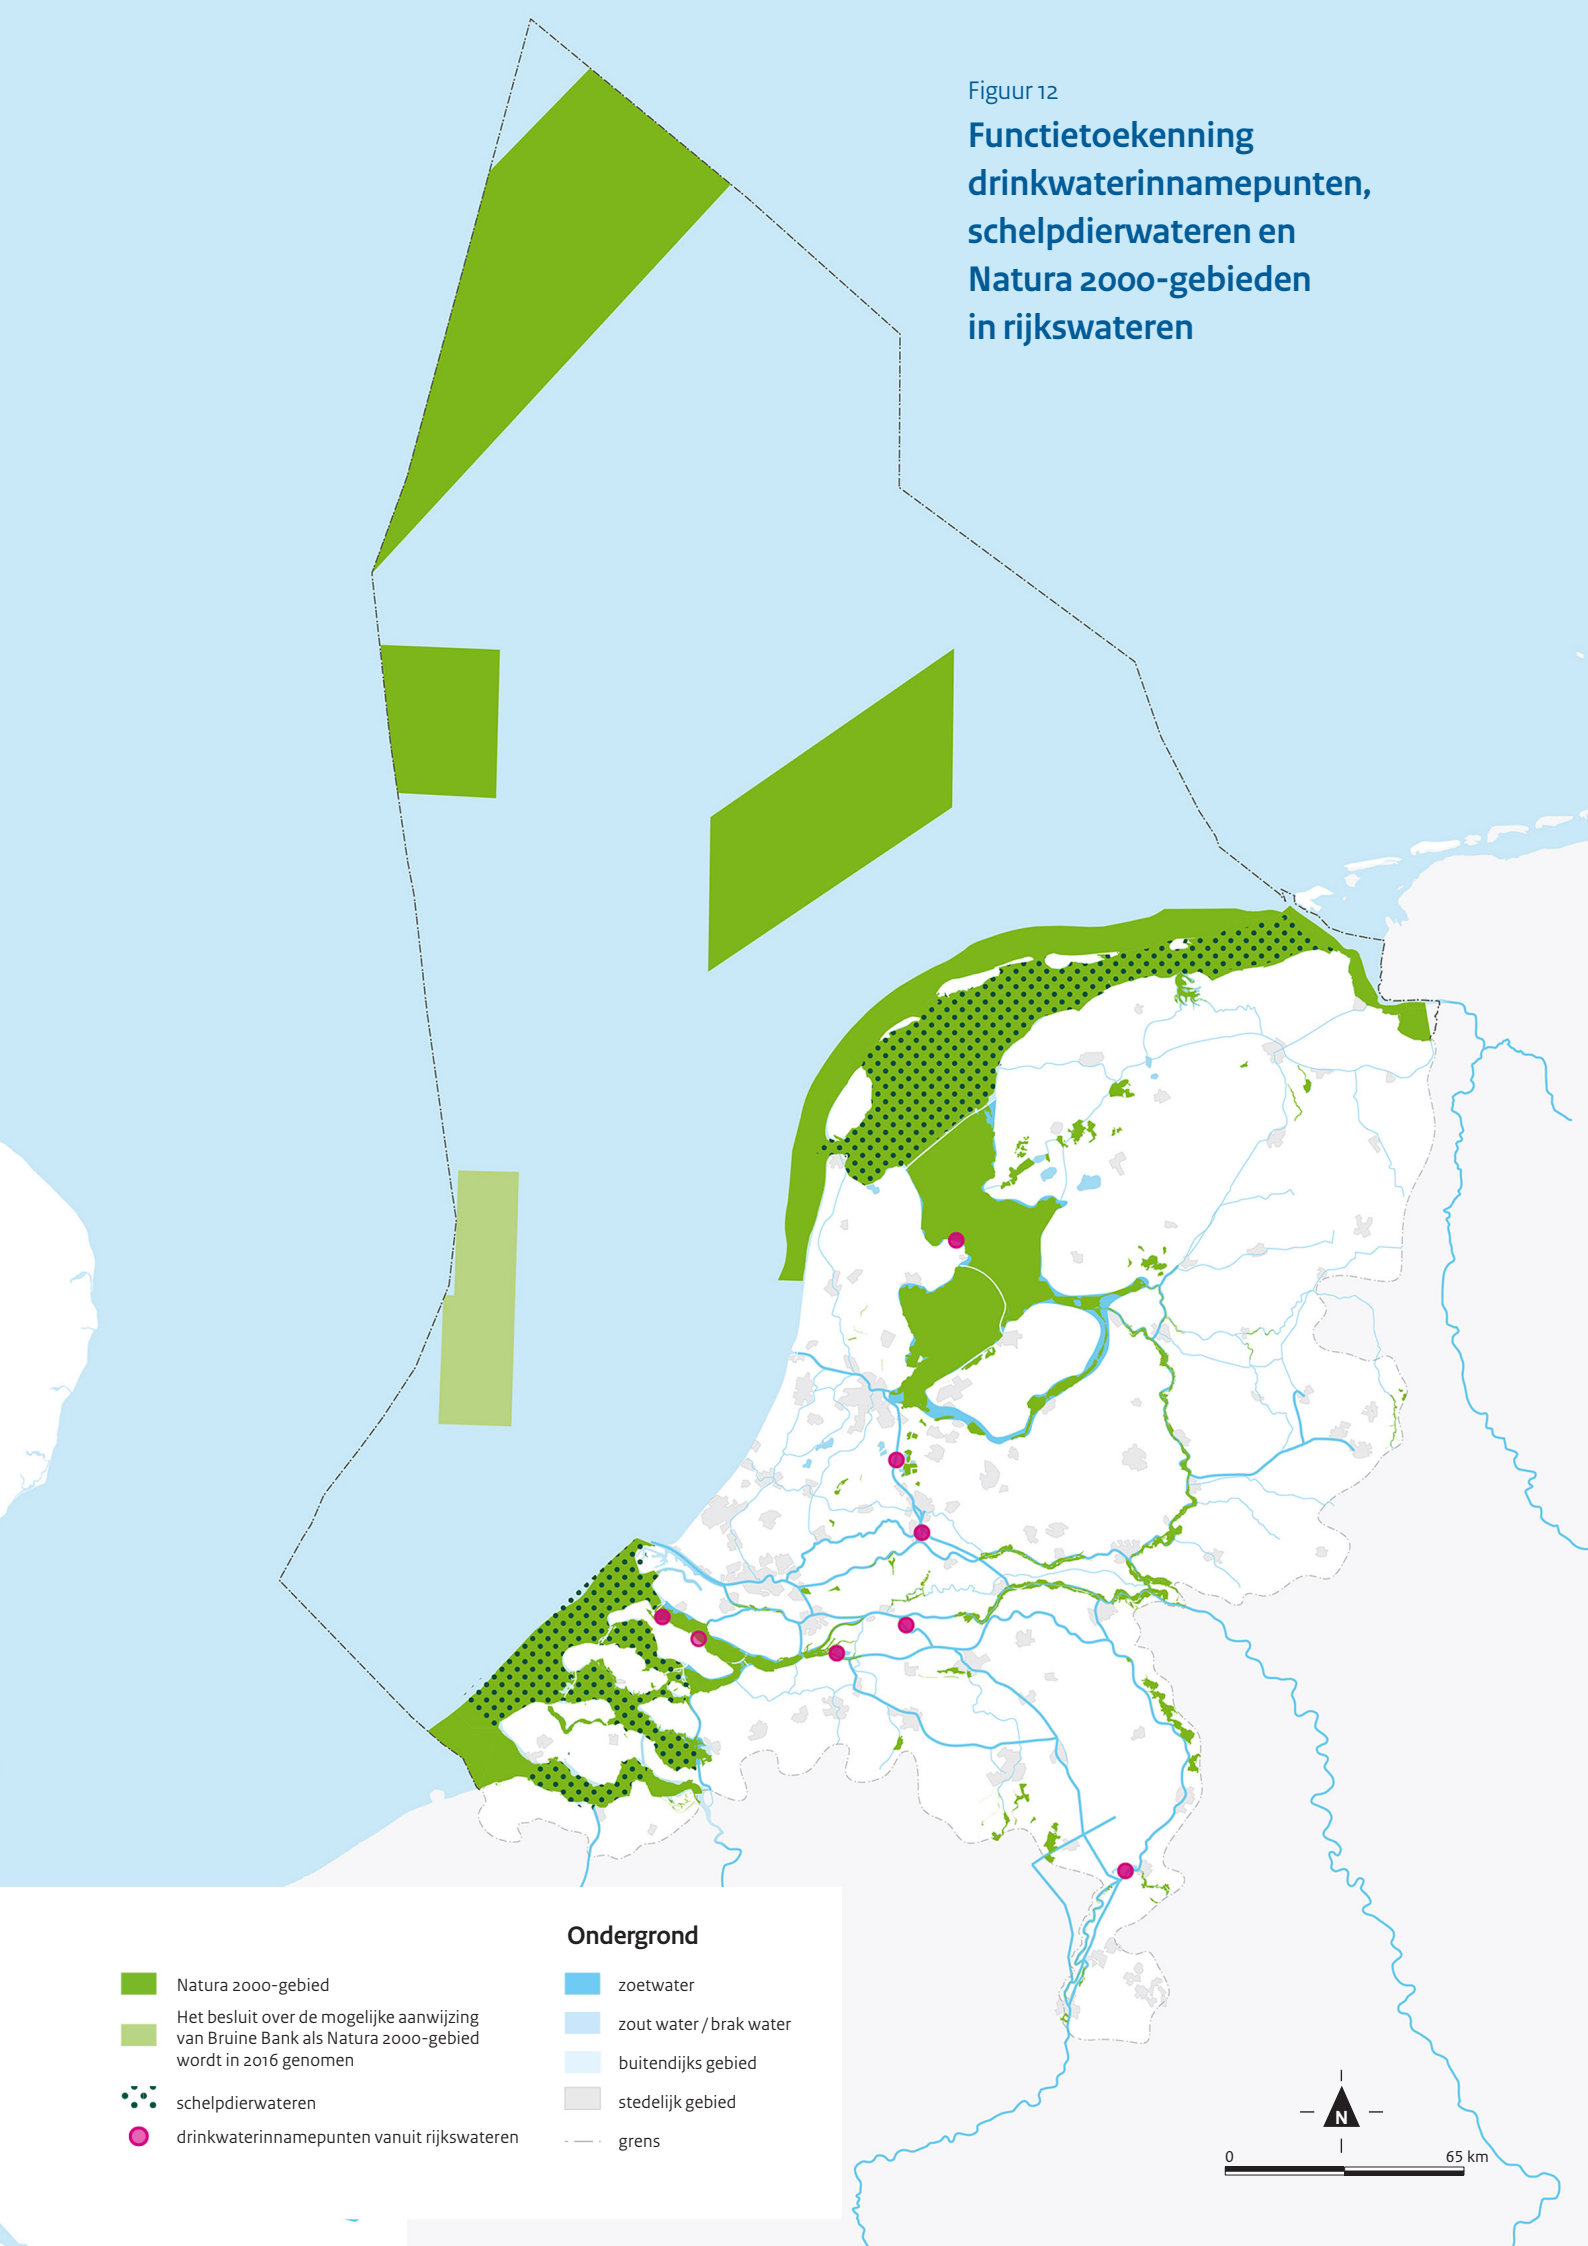 Figuur 12
Functietoekenning
drinkwaterinnamepunten,
schelpdierwateren en
Natura 2000-gebieden
in rijkswateren
Natura 2000-gebied
Het besluit over de mogelijke aanwijzing
van Bruine Bank als Natura 2000-gebied
wordt in 2016 genomen
schelpdierwateren
drinkwaterinnamepunten vanuit rijkswateren
Ondergrond
zoetwater
zout water / brak water
buitendijks gebied
stedelijk gebied
grens
N
0 65 km